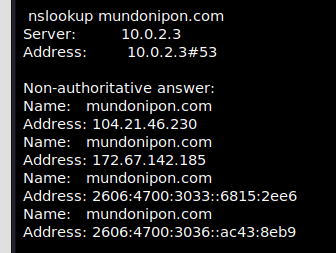 nslookup mundonipon.com
Server: 10.0.2.3
Address: 10.0.2.3#53

Non-authoritative answer:
Name: mundonipon.com
Address: 104.21.46.230
Name: mundonipon.com
Address: 172.67.142.185
Name: mundonipon.com
Address: 2606:4700:3033::6815:2ee6
Name: mundonipon.com
Address: 2606:4700:3036::ac43:8eb9